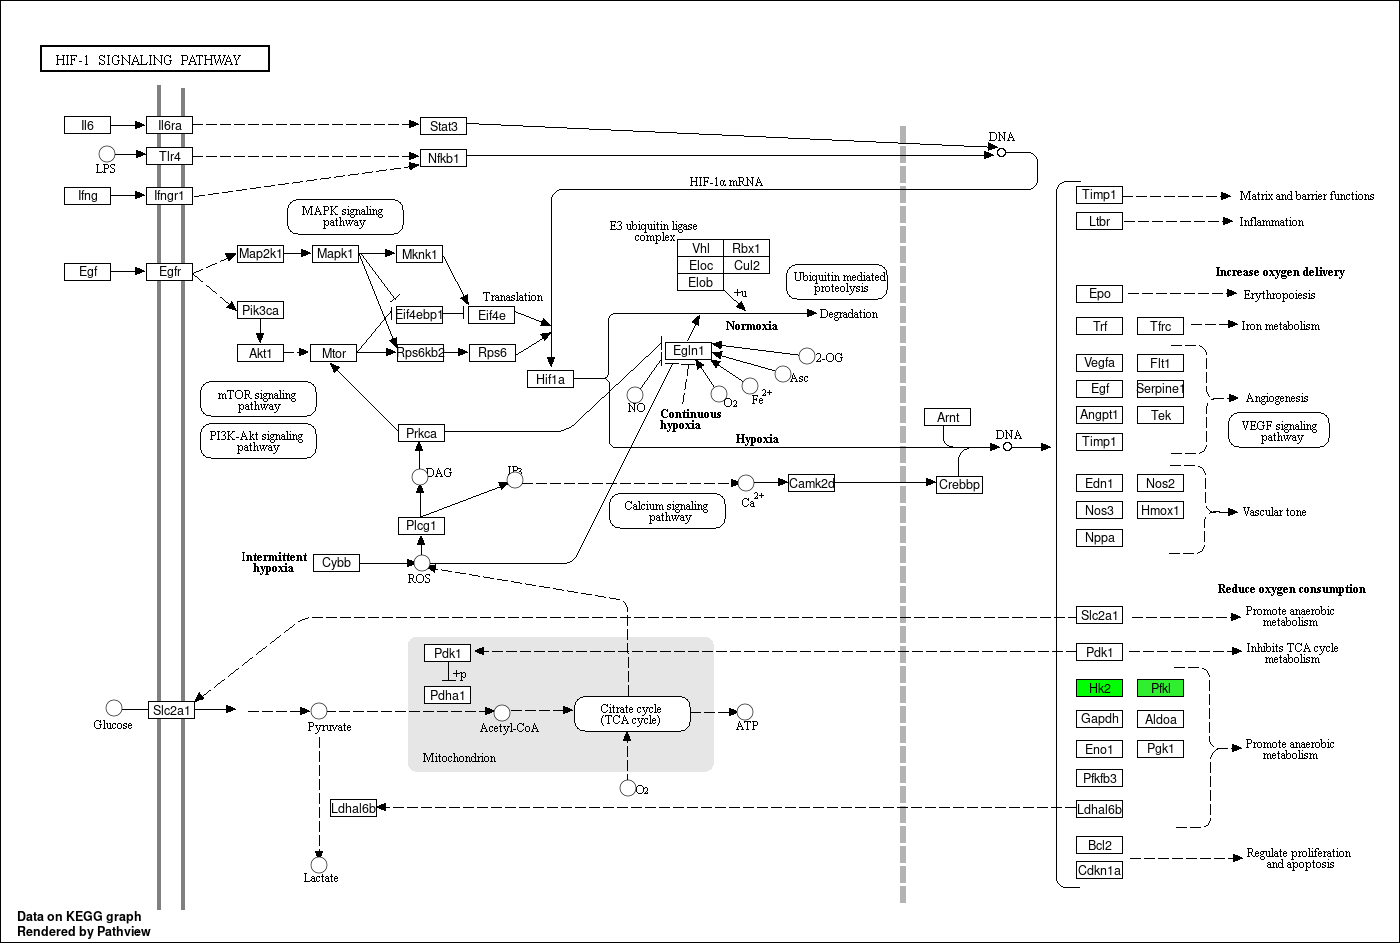 HIF-1 SIGNALING PATHWAY
Il6
Il6ra
Stat3
DNA
LPS
Tlr4
Nfkb1
Ifng
Ifngr1
HIF-1α mRNA
MAPK signaling
pathway
Egf
Egfr
Map2k1
Mapk1
Mknk1
Pik3ca
Eif4ebp1
Eif4e
Translation
Akt1
Mtor
Rps6kb2
Rps6
Hif1a
mTOR signaling
pathway
PI3K-Akt signaling
pathway
E3 ubiquitin ligase
complex
Vhl
Rbx1
Eloc
Cul2
Elob
+u
Ubiquitin mediated
proteolysis
Normoxia
Degradation
Egln1
2-OG
Asc
Fe2+
O2
NO
Continuous
hypoxia
Hypoxia
Arnt
DNA
Crebbp
Prkca
DAG
IP3
Plcg1
Ca2+
Camk2d
Calcium signaling
pathway
Intermittent
hypoxia
Cybb
ROS
Pdk1
+p
Pdha1
Glucose
Slc2a1
Pyruvate
Acetyl-CoA
Citrate cycle
(TCA cycle)
ATP
Mitochondrion
O2
Ldhal6b
Lactate
Timp1
Matrix and barrier functions
Ltbr
Inflammation
Increase oxygen delivery
Epo
Erythropoiesis
Trf
Tfrc
Iron metabolism
Vegfa
Flt1
Egf
Serpine1
Angpt1
Tek
Timp1
Angiogenesis
VEGF signaling
pathway
Edn1
Nos2
Nos3
Hmox1
Nppa
Vascular tone
Reduce oxygen consumption
Slc2a1
Promote anaerobic
metabolism
Pdk1
Inhibits TCA cycle
metabolism
Hk2
Pfkl
Gapdh
Aldoa
Eno1
Pgk1
Pfkfb3
Ldhal6b
Promote anaerobic
metabolism
Bcl2
Cdkn1a
Regulate proliferation
and apoptosis
Data on KEGG graph
Rendered by Pathview